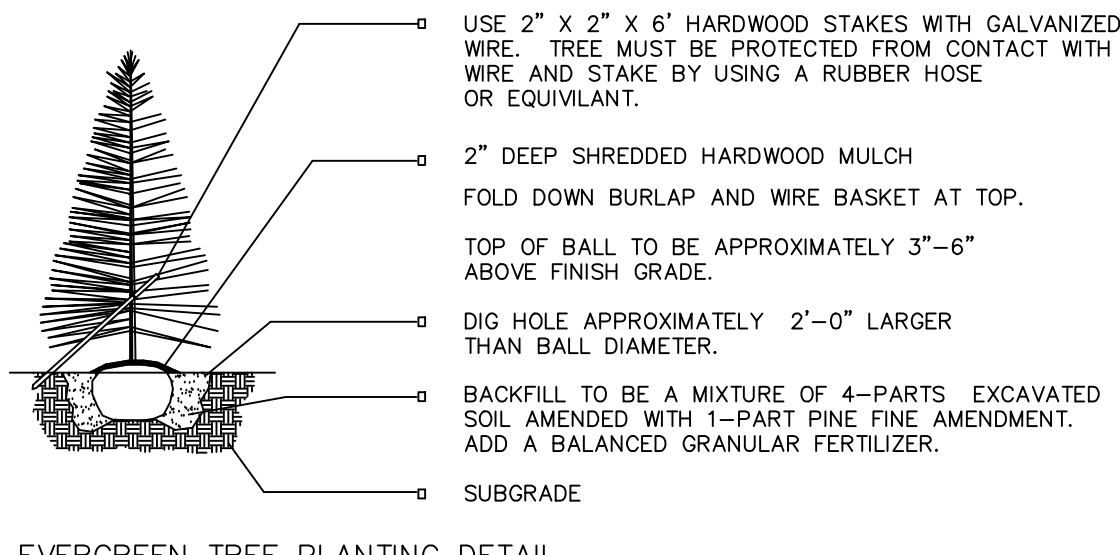 USE 2" X 2" X 6' HARDWOOD STAKES WITH GALVANIZED
WIRE. TREE MUST BE PROTECTED FROM CONTACT WITH
WIRE AND STAKE BY USING A RUBBER HOSE
OR EQUIVILANT.
2" DEEP SHREDDED HARDWOOD MULCH
FOLD DOWN BURLAP AND WIRE BASKET AT TOP.
TOP OF BALL TO BE APPROXIMATELY 3"-6"
ABOVE FINISH GRADE.
DIG HOLE APPROXIMATELY 2'-0" LARGER
THAN BALL DIAMETER.
BACKFILL TO BE A MIXTURE OF 4-PARTS EXCAVATED
SOIL AMENDED WITH 1-PART PINE FINE AMENDMENT.
ADD A BALANCED GRANULAR FERTILIZER.
SUBGRADE
EVERGREEN TREE PLANTING DETAIL